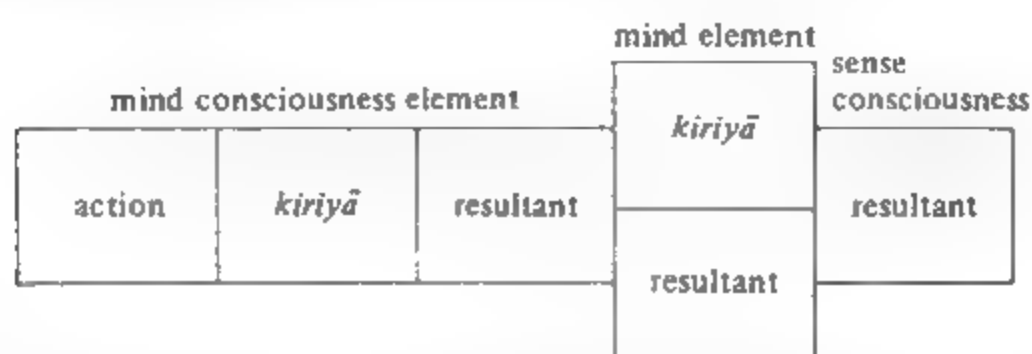 mind element
sense
consciousness
mind consciousness element
kiriyā
action
kiriyā
resultant
resultant
resultant